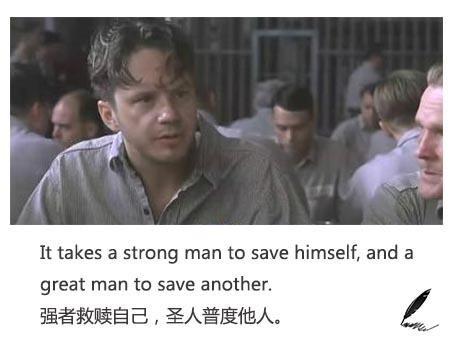 It takes a strong man to save himself, and a
great man to save another.
强者救赎自己，圣人普度他人。